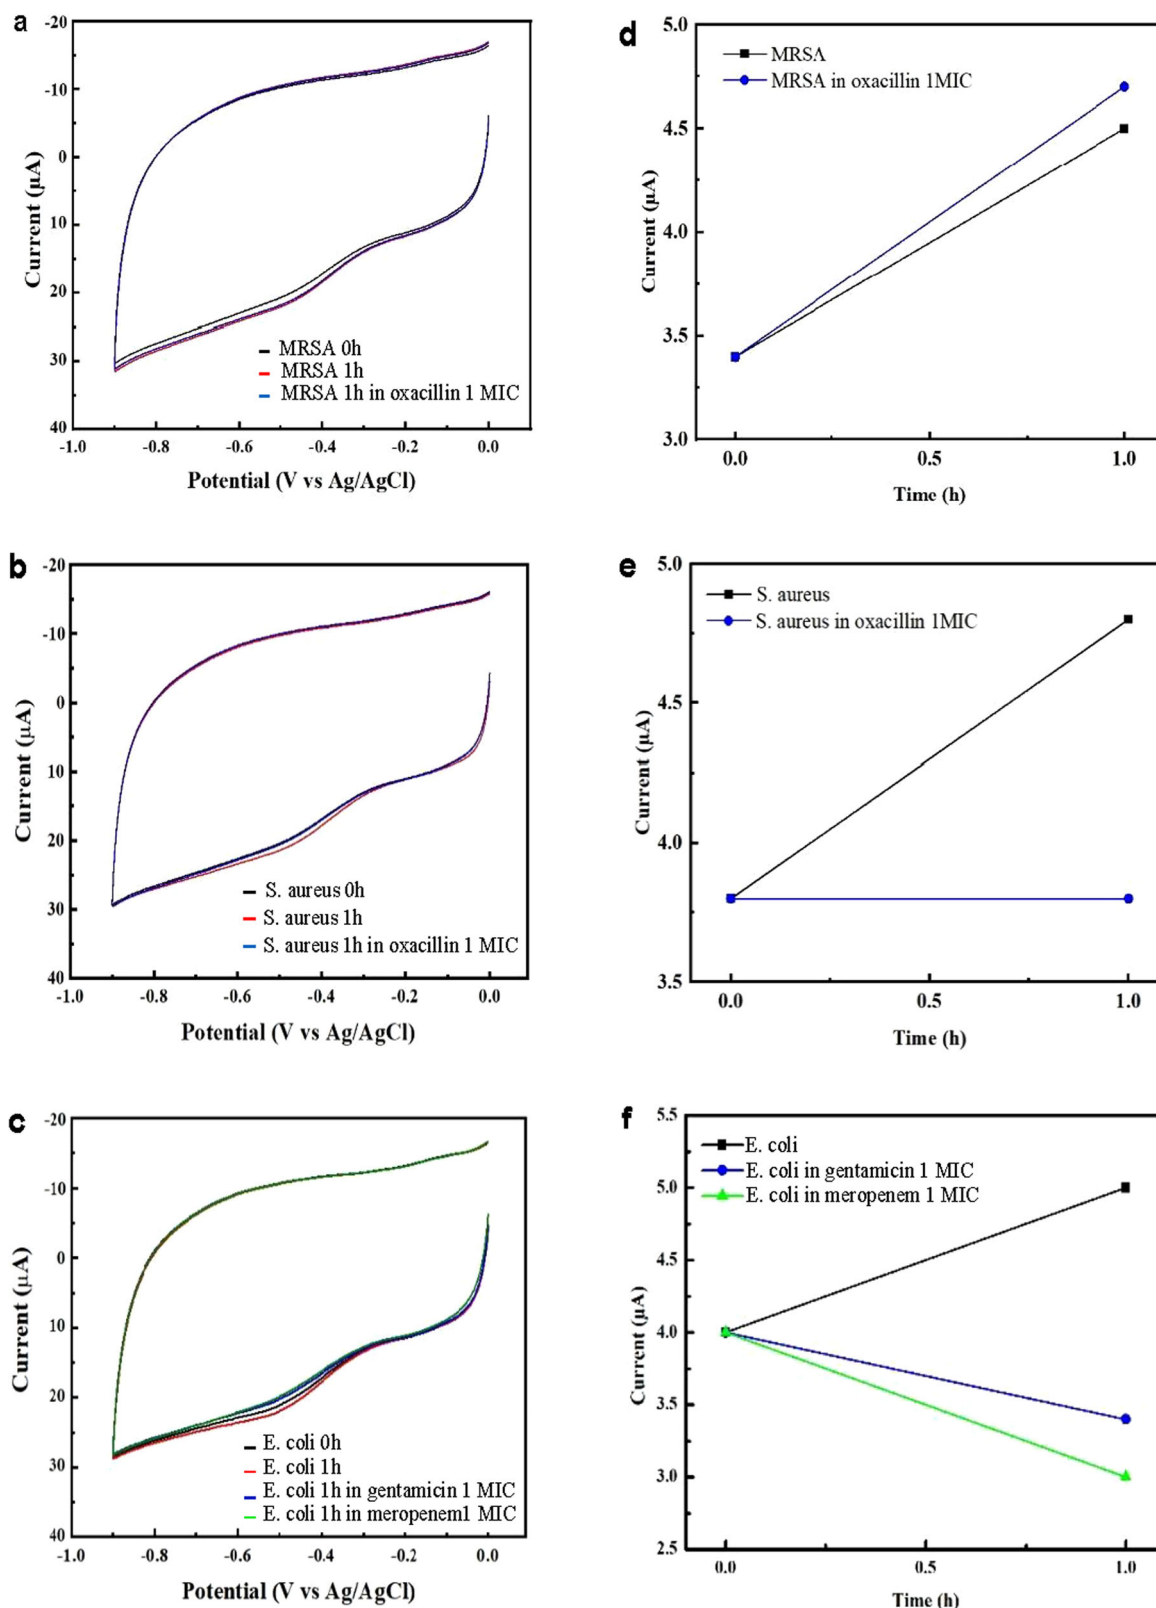 a
-20
-10
0
10
20
30
40
Current (µA)
MRSA 0h
MRSA 1h
MRSA 1h in oxacillin 1 MIC
-1.0 -0.8 -0.6 -0.4 -0.2 0.0
Potential (V vs Ag/AgCl)
d
5.0
4.5
4.0
3.5
3.0
Current (µA)
MRSA
MRSA in oxacillin 1MIC
0.0 0.5 1.0
Time (h)
b
-20
-10
0
10
20
30
40
Current (µA)
S. aureus 0h
S. aureus 1h
S. aureus 1h in oxacillin 1 MIC
-1.0 -0.8 -0.6 -0.4 -0.2 0.0
Potential (V vs Ag/AgCl)
e
5.0
4.5
4.0
3.5
Current (µA)
S. aureus
S. aureus in oxacillin 1MIC
0.0 0.5 1.0
Time (h)
c
-20
-10
0
10
20
30
40
Current (µA)
E. coli 0h
E. coli 1h
E. coli 1h in gentamicin 1 MIC
E. coli 1h in meropenem1 MIC
-1.0 -0.8 -0.6 -0.4 -0.2 0.0
Potential (V vs Ag/AgCl)
f
5.5
5.0
4.5
4.0
3.5
3.0
2.5
Current (µA)
E. coli
E. coli in gentamicin 1 MIC
E. coli in meropenem 1 MIC
0.0 0.5 1.0
Time (h)